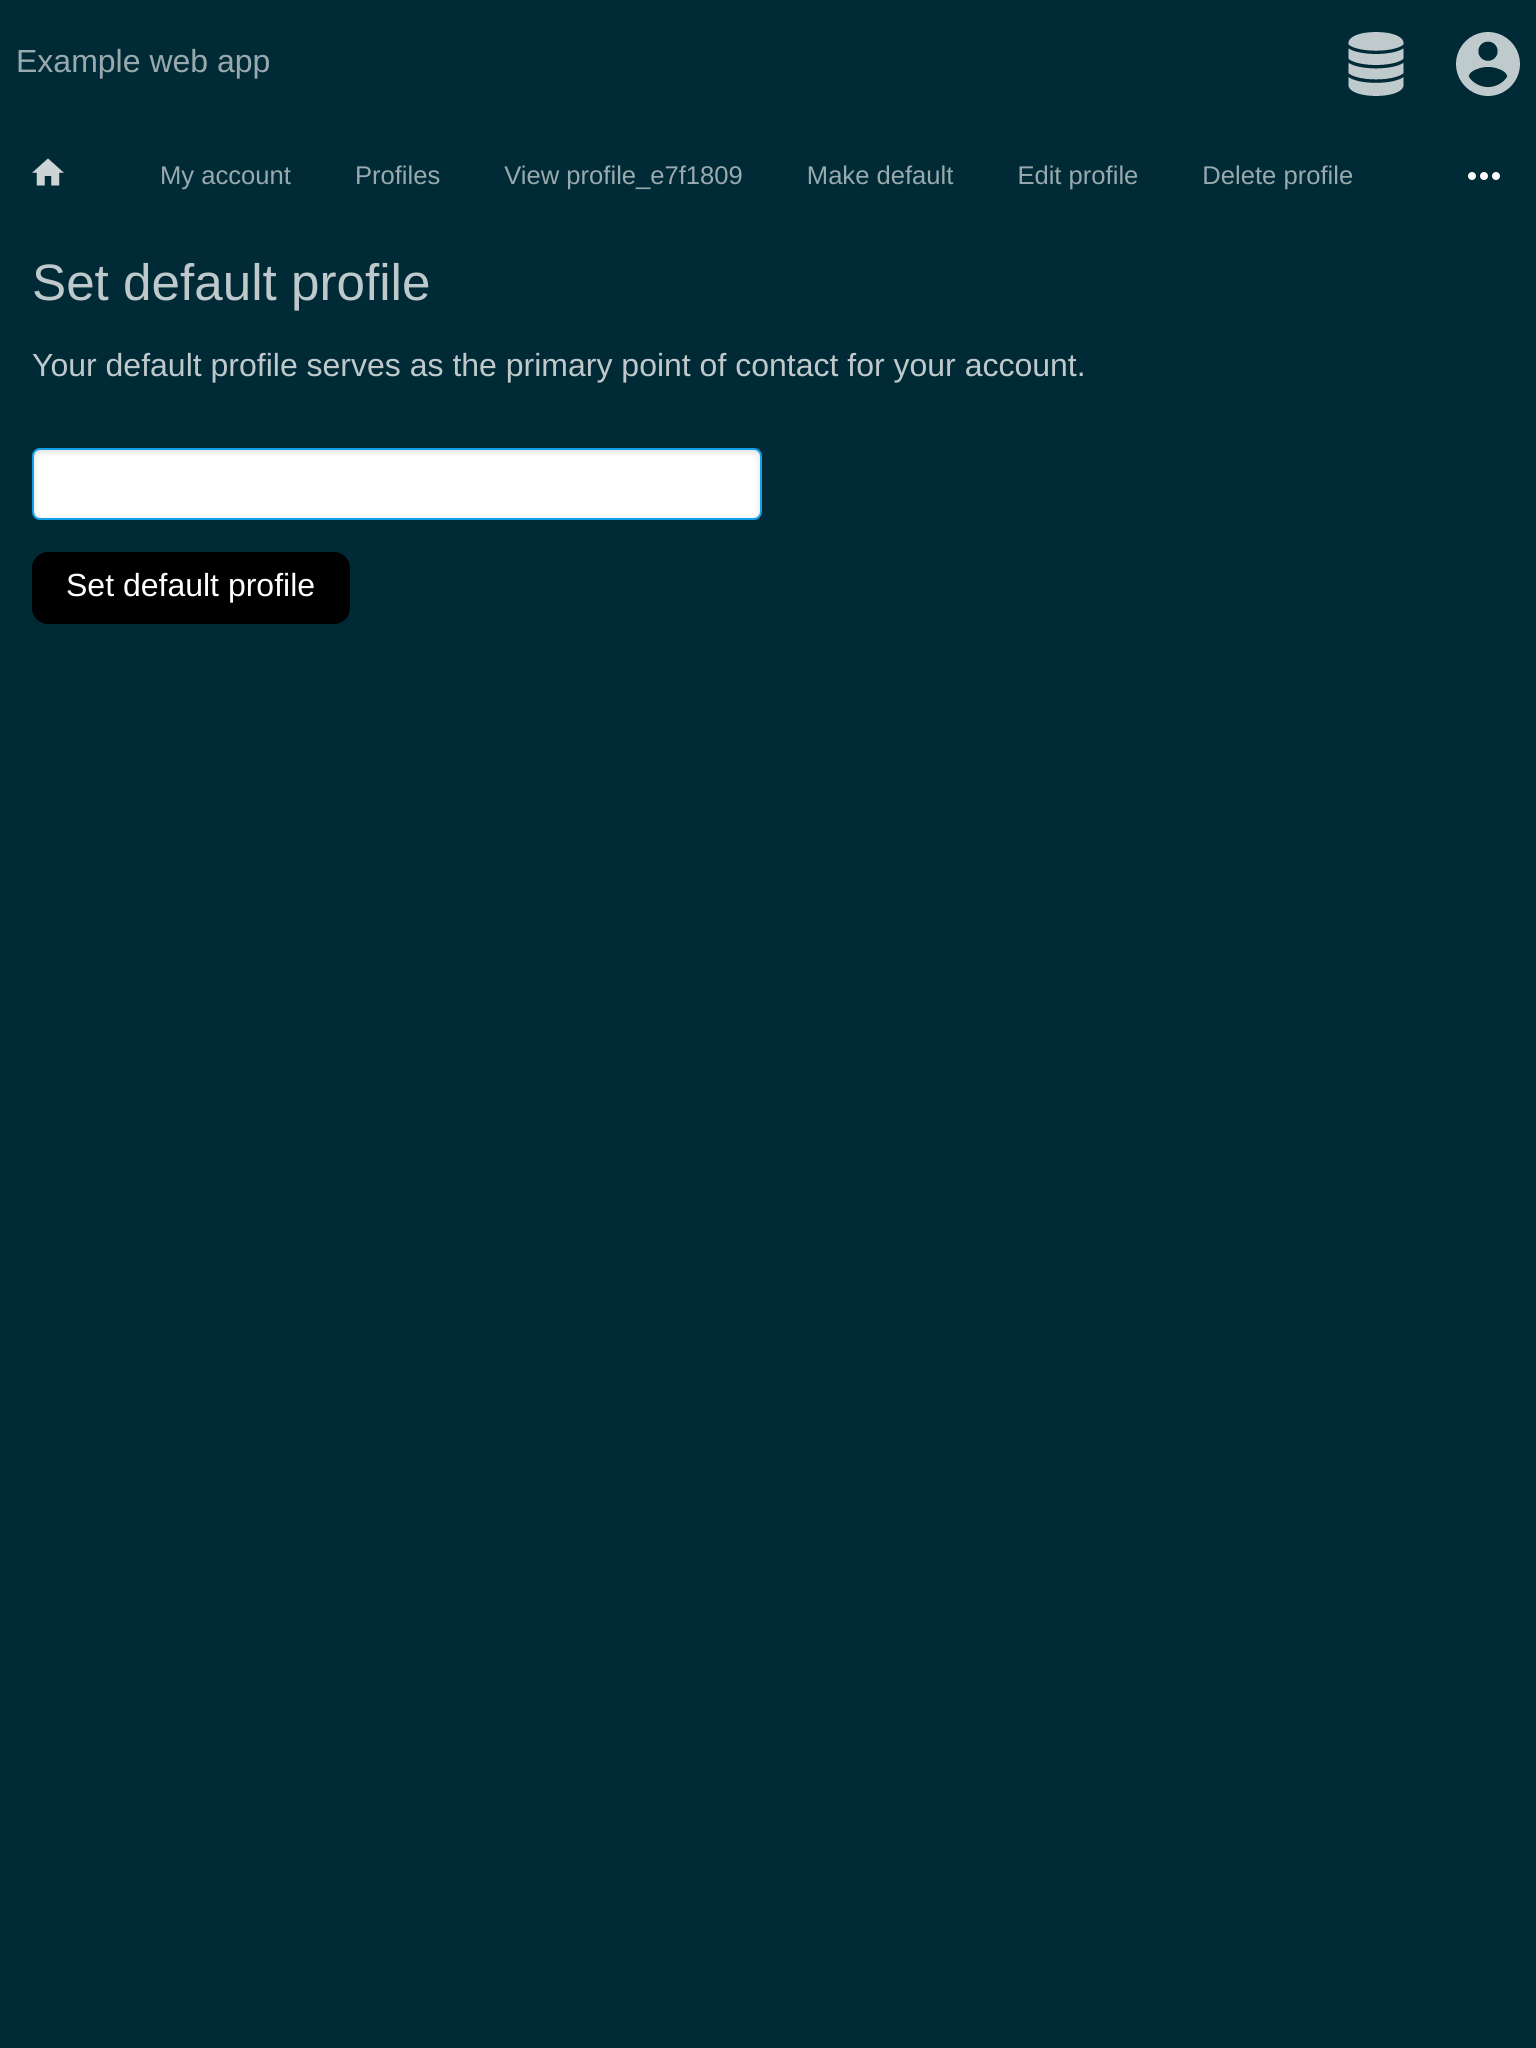 Example web app
My account Profiles View profile_e7f1809 Make default Edit profile Delete profile
Set default profile
Your default profile serves as the primary point of contact for your account.
Set default profile